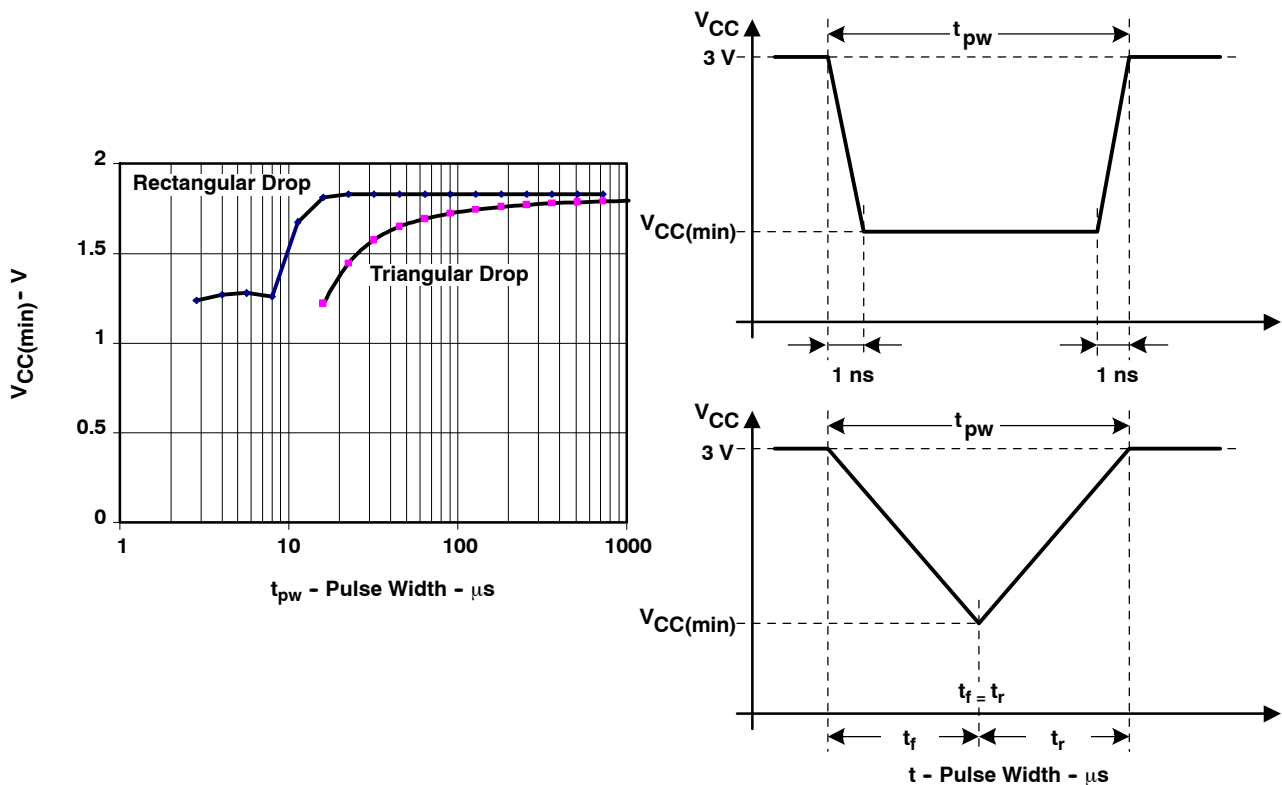 2
1.5
1
0.5
0
VCC(min) - V
Rectangular Drop
Triangular Drop
1
10
100
1000
tpw - Pulse Width - μs
VCC
3 V
tpw
VCC(min)
1 ns
1 ns
VCC
3 V
tpw
VCC(min)
tf = tr
tf
tr
t - Pulse Width - μs